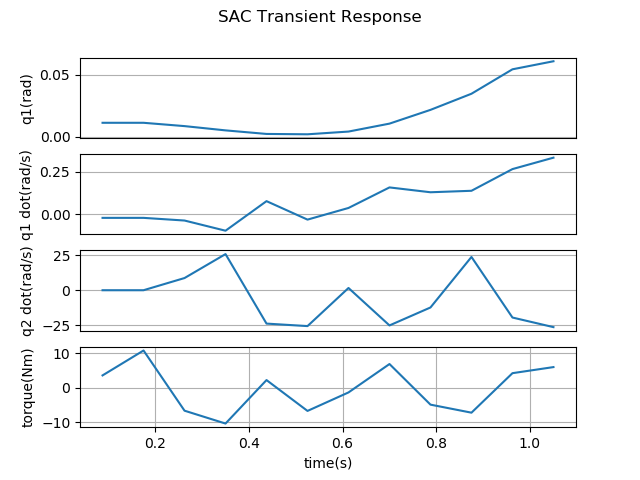 SAC Transient Response
q1(rad)
0.05
0.00
q1 dot(rad/s)
0.25
0.00
q2 dot(rad/s)
25
0
−25
torque(Nm)
10
0
−10
0.2 0.4 0.6 0.8 1.0
time(s)